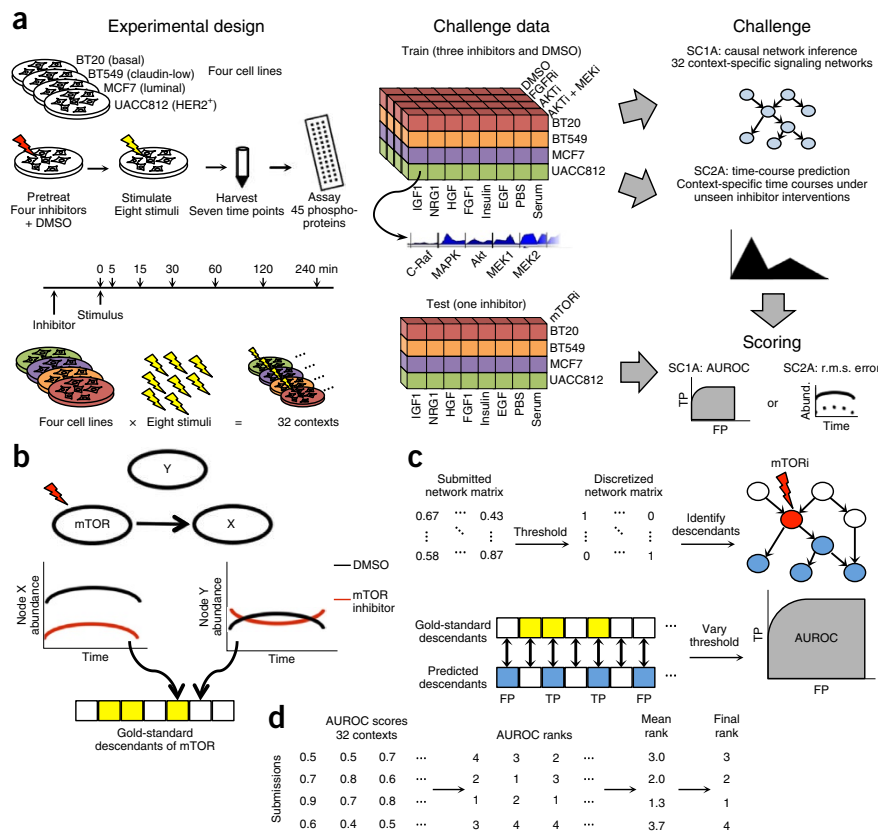 a
Experimental design
BT20 (basal)
BT549 (claudin-low)
MCF7 (luminal)
UACC812 (HER2+)
Four cell lines
Pretreat
Four inhibitors
+ DMSO
Stimulate
Eight stimuli
Harvest
Seven time points
Assay
45 phospho-
proteins
0 5 15 30 60 120 240 min
Inhibitor
Stimulus
Four cell lines × Eight stimuli = 32 contexts
Challenge data
Train (three inhibitors and DMSO)
DMSO
FGFRi
AKTi
AKTi + MEKi
BT20
BT549
MCF7
UACC812
IGF1
NRG1
HGF
FGF1
Insulin
EGF
PBS
Serum
C-Raf
MAPK
Akt
MEK1
MEK2
Test (one inhibitor)
mTORi
BT20
BT549
MCF7
UACC812
IGF1
NRG1
HGF
FGF1
Insulin
EGF
PBS
Serum
Challenge
SC1A: causal network inference
32 context-specific signaling networks
SC2A: time-course prediction
Context-specific time courses under
unseen inhibitor interventions
Scoring
SC1A: AUROC
TP
FP
or
SC2A: r.m.s. error
Abund.
Time
b
Y
mTOR
X
DMSO
mTOR
inhibitor
Node X
abundance
Time
Node Y
abundance
Time
Gold-standard
descendants of mTOR
c
Submitted
network matrix
0.67 ··· 0.43
⋮ ⋱ ⋮
0.58 ··· 0.87
Threshold
Discretized
network matrix
1 ··· 0
⋮ ⋱ ⋮
0 ··· 1
Identify
descendants
mTORi
Gold-standard
descendants
···
Predicted
descendants
···
FP TP TP FP
Vary
threshold
TP
AUROC
FP
d
Submissions
AUROC scores
32 contexts
AUROC ranks
Mean
rank
Final
rank
0.5 0.5 0.7 ··· 4 3 2 ··· 3.0 3
0.7 0.8 0.6 ··· 2 1 3 ··· 2.0 2
0.9 0.7 0.8 ··· 1 2 1 ··· 1.3 1
0.6 0.4 0.5 ··· 3 4 4 ··· 3.7 4